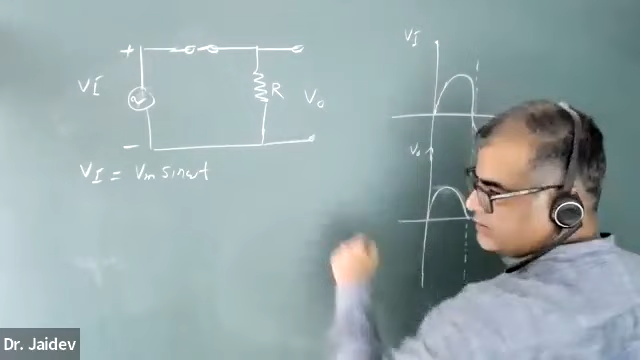 +
VI
R
Vo
−
VI = Vm sinωt
VI
Vo
Dr. Jaidev